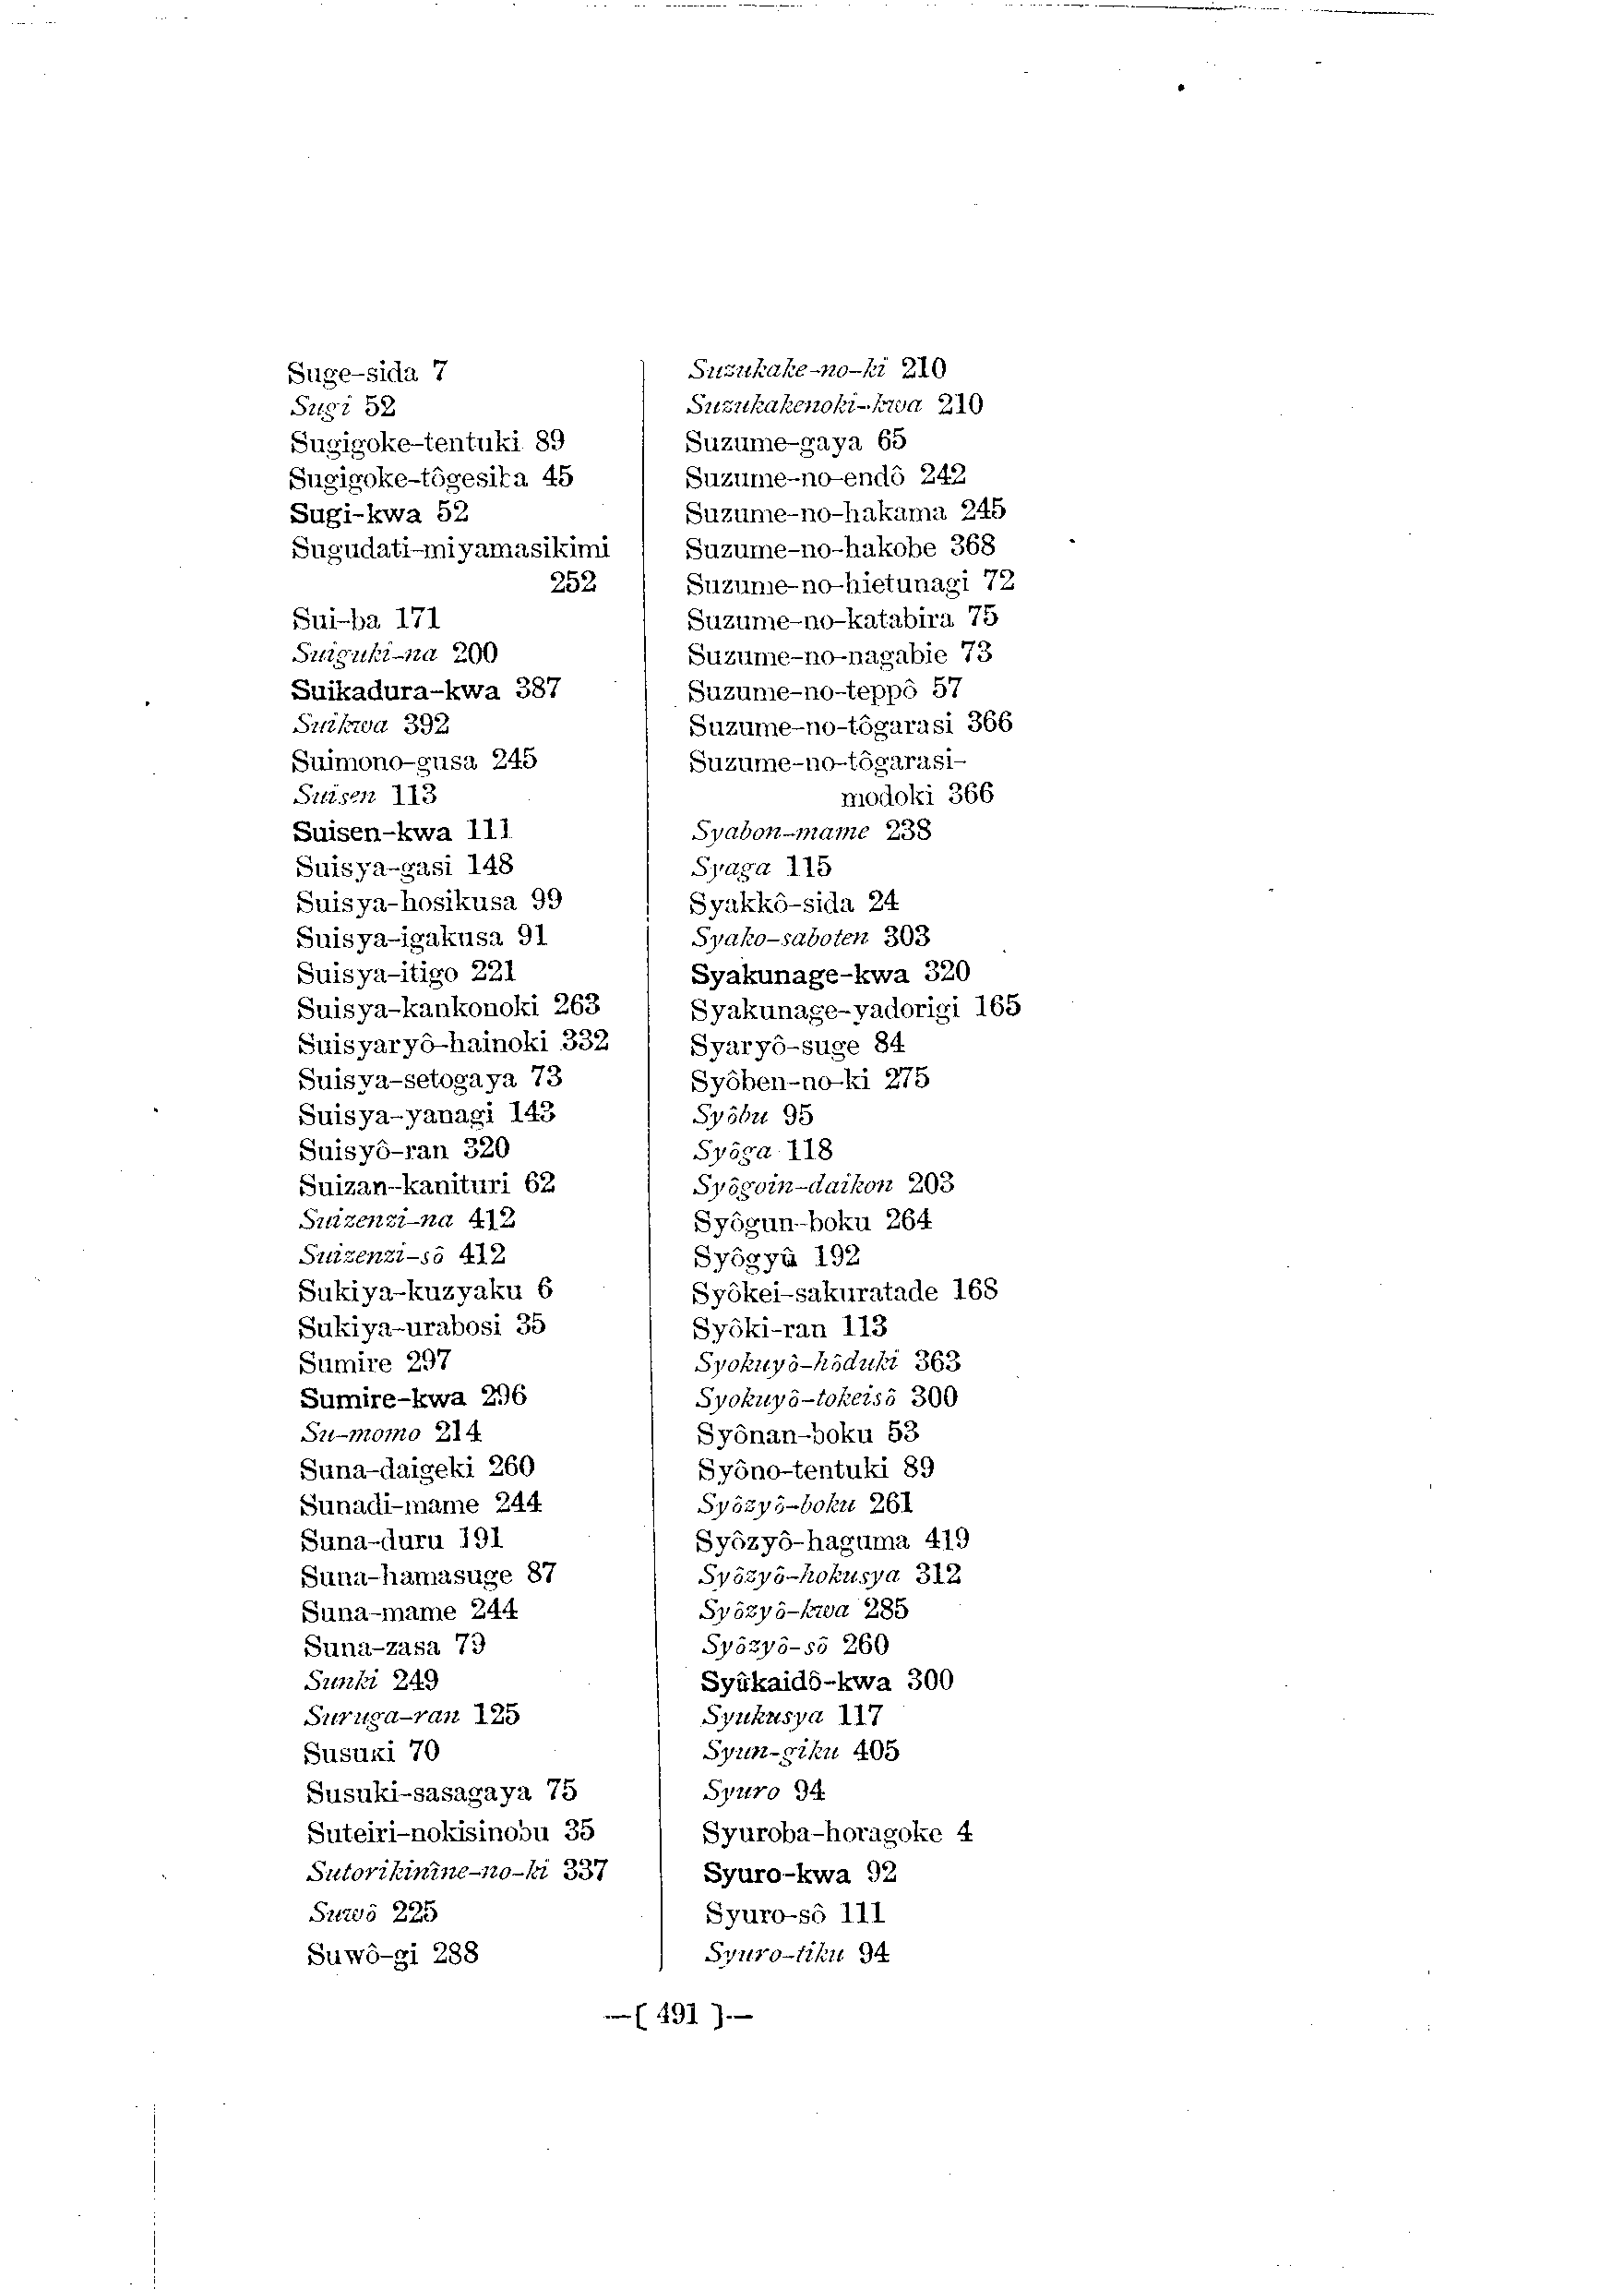 Suge-sida 7
Sugi 52
Sugigoke-tentuki 89
Sugigoke-tôgesiba 45
Sugi-kwa 52
Sugudati-miyamasikimi
252
Sui-ba 171
Suiguki-na 200
Suikadura-kwa 387
Suikwa 392
Suimono-gusa 245
Suisen 113
Suisen-kwa 111
Suisya-gasi 148
Suisya-hosikusa 99
Suisya-igakusa 91
Suisya-itigo 221
Suisya-kankonoki 263
Suisyaryô-hainoki 332
Suisya-setogaya 73
Suisya-yanagi 143
Suisyô-ran 320
Suizan-kanituri 62
Suizenzi-na 412
Suizenzi-sô 412
Sukiya-kuzyaku 6
Sukiya-urabosi 35
Sumire 297
Sumire-kwa 296
Su-momo 214
Suna-daigeki 260
Sunadi-mame 244
Suna-duru 191
Suna-hamasuge 87
Suna-mame 244
Suna-zasa 79
Sunki 249
Suruga-ran 125
Susuki 70
Susuki-sasagaya 75
Suteiri-nokisinobu 35
Sutorikinîne-no-ki 337
Suwô 225
Suwô-gi 288
Suzukake-no-ki 210
Suzukakenoki-kwa 210
Suzume-gaya 65
Suzume-no-endô 242
Suzume-no-hakama 245
Suzume-no-hakobe 368
Suzume-no-hietunagi 72
Suzume-no-katabira 75
Suzume-no-nagabie 73
Suzume-no-teppô 57
Suzume-no-tôgarasi 366
Suzume-no-tôgarasi-
modoki 366
Syabon-mame 238
Syaga 115
Syakkô-sida 24
Syako-saboten 303
Syakunage-kwa 320
Syakunage-yadorigi 165
Syaryô-suge 84
Syôben-no-ki 275
Syôbu 95
Syôga 118
Syôgoin-daikon 203
Syôgun-boku 264
Syôgyû 192
Syôkei-sakuratade 168
Syôki-ran 113
Syokuyô-hôduki 363
Syokuyô-tokeisô 300
Syônan-boku 53
Syôno-tentuki 89
Syôzyô-boku 261
Syôzyô-haguma 419
Syôzyô-hokusya 312
Syôzyô-kwa 285
Syôzyô-sô 260
Syûkaidô-kwa 300
Syukusya 117
Syun-giku 405
Syuro 94
Syuroba-horagoke 4
Syuro-kwa 92
Syuro-sô 111
Syuro-tiku 94
—[ 491 ]—